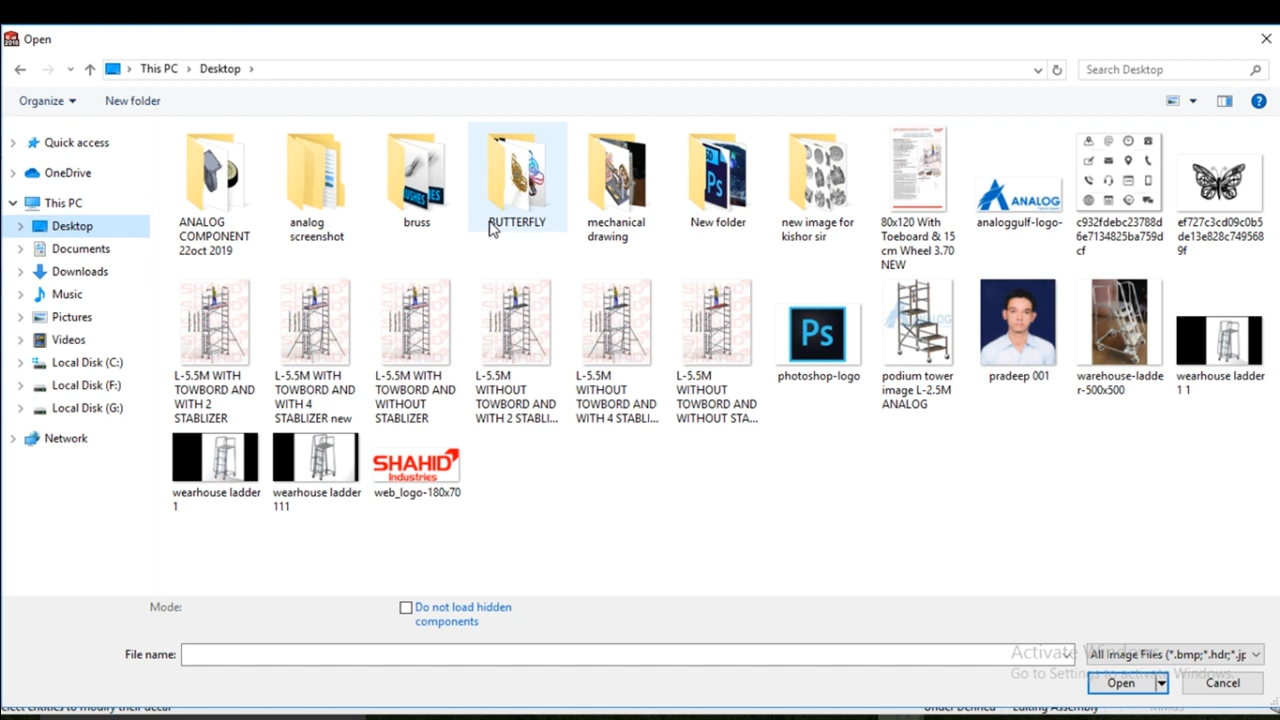 2018 Open
This PC Desktop
Search Desktop
Organize New folder
Quick access
OneDrive
This PC
Desktop
Documents
Downloads
Music
Pictures
Videos
Local Disk (C:)
Local Disk (F:)
Local Disk (G:)
Network
ANALOG
COMPONENT
22oct 2019
analog
screenshot
bruss
BUTTERFLY
mechanical
drawing
New folder
new image for
kishor sir
80x120 With
Toeboard & 15
cm Wheel 3.70
NEW
ANALOG
analoggulf-logo-
c932fdebc23788d
6e7134825ba759d
cf
ef727c3cd09c0b5
de13e828c749568
9f
L-5.5M WITH
TOWBORD AND
WITH 2
STABLIZER
L-5.5M WITH
TOWBORD AND
WITH 4
STABLIZER new
L-5.5M WITH
TOWBORD AND
WITHOUT
STABLIZER
L-5.5M
WITHOUT
TOWBORD AND
WITH 2 STABLI...
L-5.5M
WITHOUT
TOWBORD AND
WITH 4 STABLI...
L-5.5M
WITHOUT
TOWBORD AND
WITHOUT STA...
Ps
photoshop-logo
podium tower
image L-2.5M
ANALOG
pradeep 001
warehouse-ladde
r-500x500
wearhouse ladder
1 1
wearhouse ladder
1
wearhouse ladder
111
SHAHID
Industries
web_logo-180x70
Mode:
Do not load hidden
components
File name:
All Image Files (*.bmp;*.hdr;*.jp
Activate Windows
Go to Settings to activate Windows.
Open Cancel
Under Defined Editing Assembly MMGS